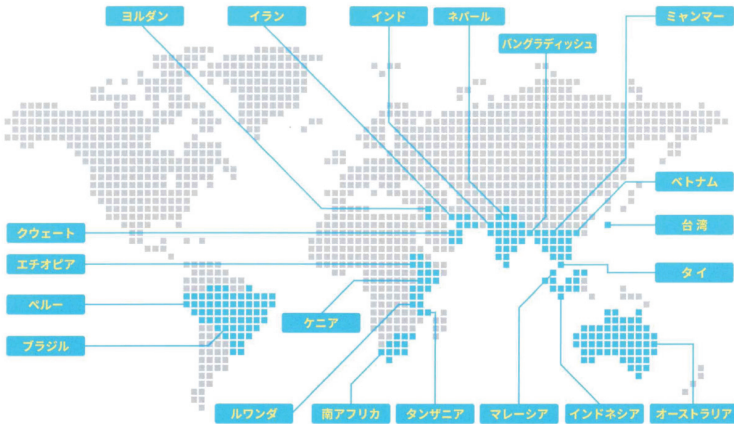 ヨルダン
イラン
インド
ネパール
ミャンマー
バングラディッシュ
ベトナム
台湾
タイ
クウェート
エチオピア
ペルー
ブラジル
ケニア
ルワンダ
南アフリカ
タンザニア
マレーシア
インドネシア
オーストラリア